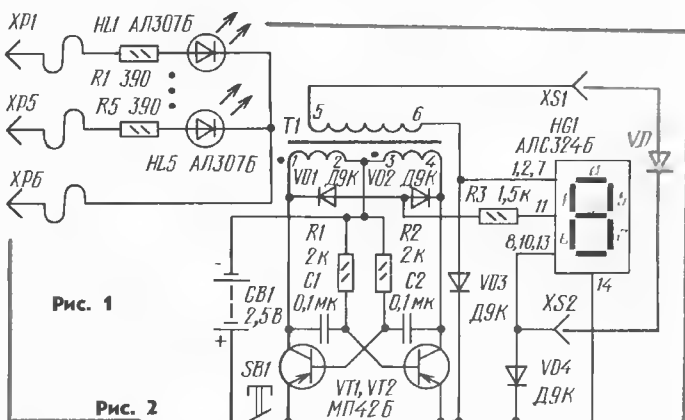 XP1
HL1 АЛ307Б
R1 390
XP5
R5 390
HL5 АЛ307Б
XP6
5
6
T1
XS1
HG1
АЛС324Б
VD
1
2
3
4
VD1
Д9К
VD2
Д9К
1,2,7
R3 1,5к
11
8,10,13
14
R1
2к
C1
0,1мк
R2
2к
C2
0,1мк
VD3
Д9К
XS2
VD4
Д9К
-
GB1
2,5В
+
SB1
VT1, VT2
МП42Б
Рис. 1
Рис. 2